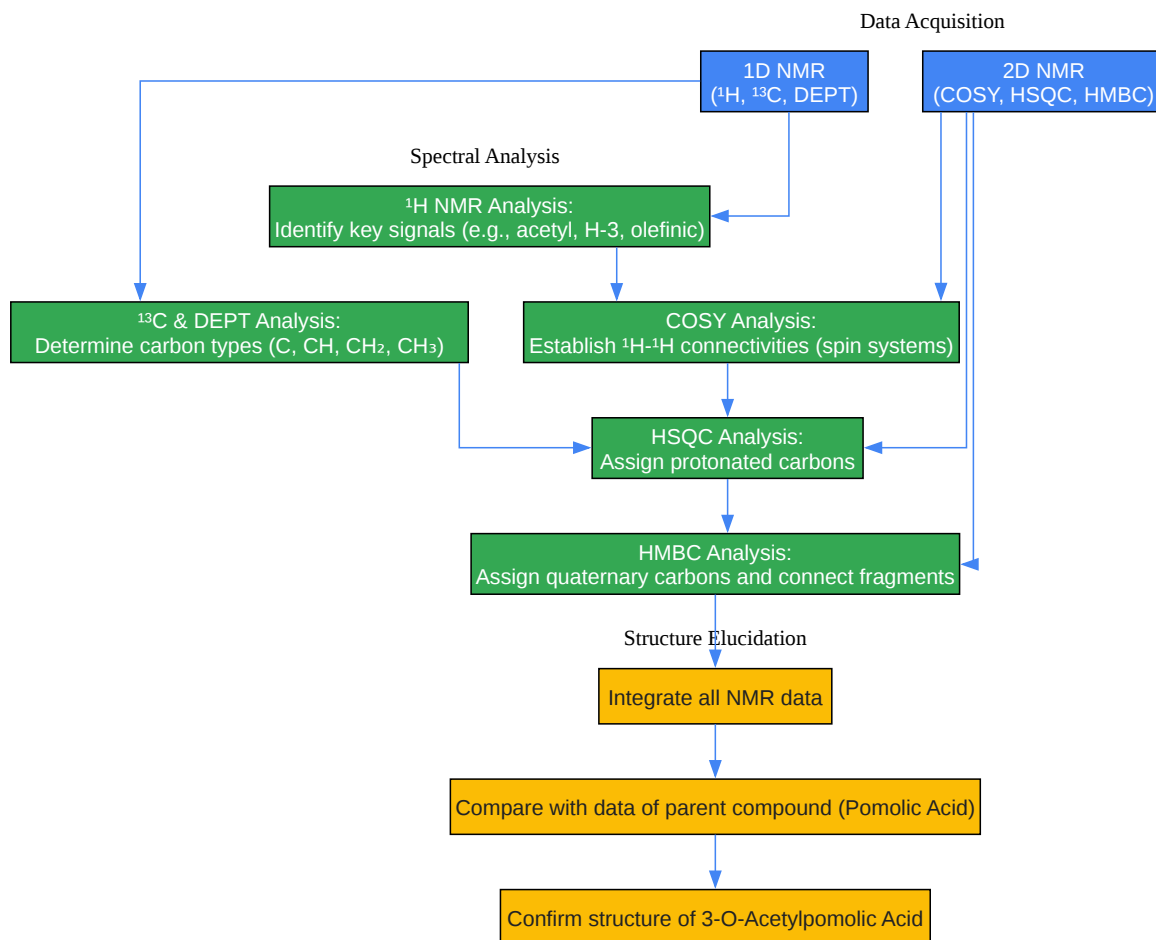 Data Acquisition
1D NMR
(¹H, ¹³C, DEPT)
2D NMR
(COSY, HSQC, HMBC)
Spectral Analysis
¹H NMR Analysis:
Identify key signals (e.g., acetyl, H-3, olefinic)
¹³C & DEPT Analysis:
Determine carbon types (C, CH, CH₂, CH₃)
COSY Analysis:
Establish ¹H-¹H connectivities (spin systems)
HSQC Analysis:
Assign protonated carbons
HMBC Analysis:
Assign quaternary carbons and connect fragments
Structure Elucidation
Integrate all NMR data
Compare with data of parent compound (Pomolic Acid)
Confirm structure of 3-O-Acetylpomolic Acid